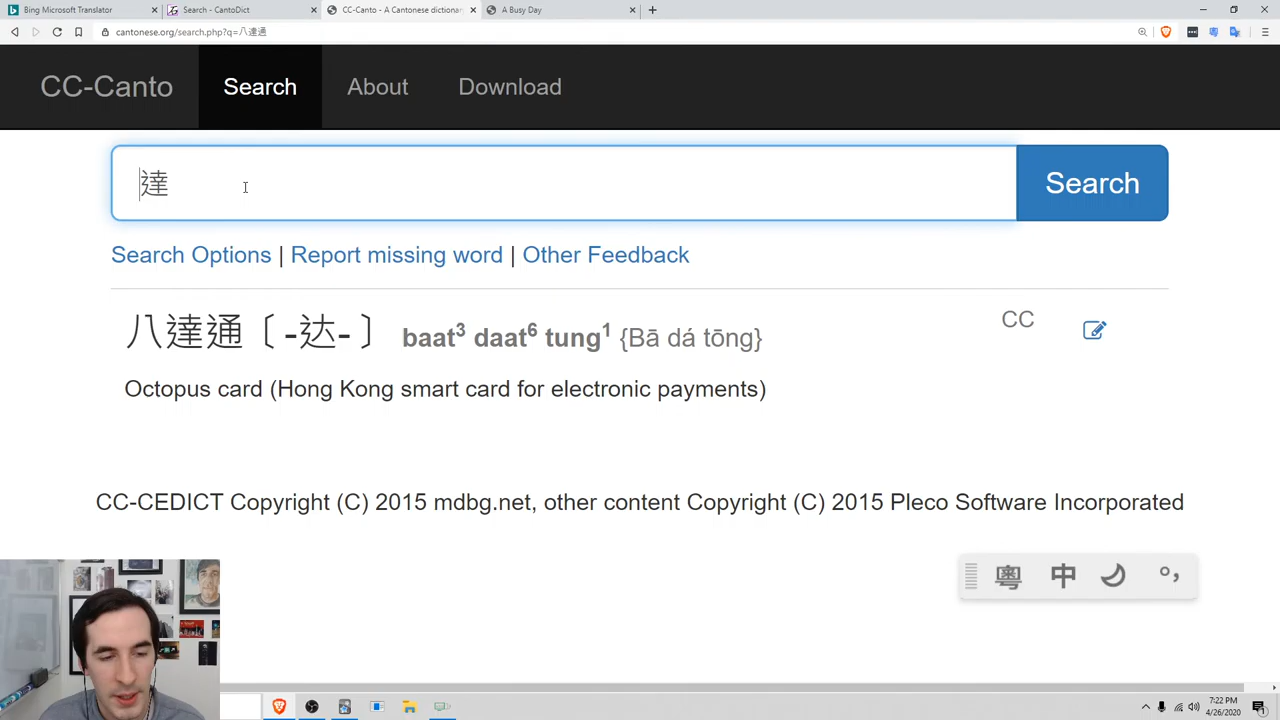 Bing Microsoft Translator
Search - CantoDict
CC-Canto - A Cantonese dictionary
A Busy Day
cantonese.org/search.php?q=八達通
CC-Canto
Search
About
Download
達
Search
Search Options | Report missing word | Other Feedback
八達通〔-达-〕 baat³ daat⁶ tung¹ {Bā dá tōng}
CC
Octopus card (Hong Kong smart card for electronic payments)
CC-CEDICT Copyright (C) 2015 mdbg.net, other content Copyright (C) 2015 Pleco Software Incorporated
粵 中
7:22 PM
4/26/2020